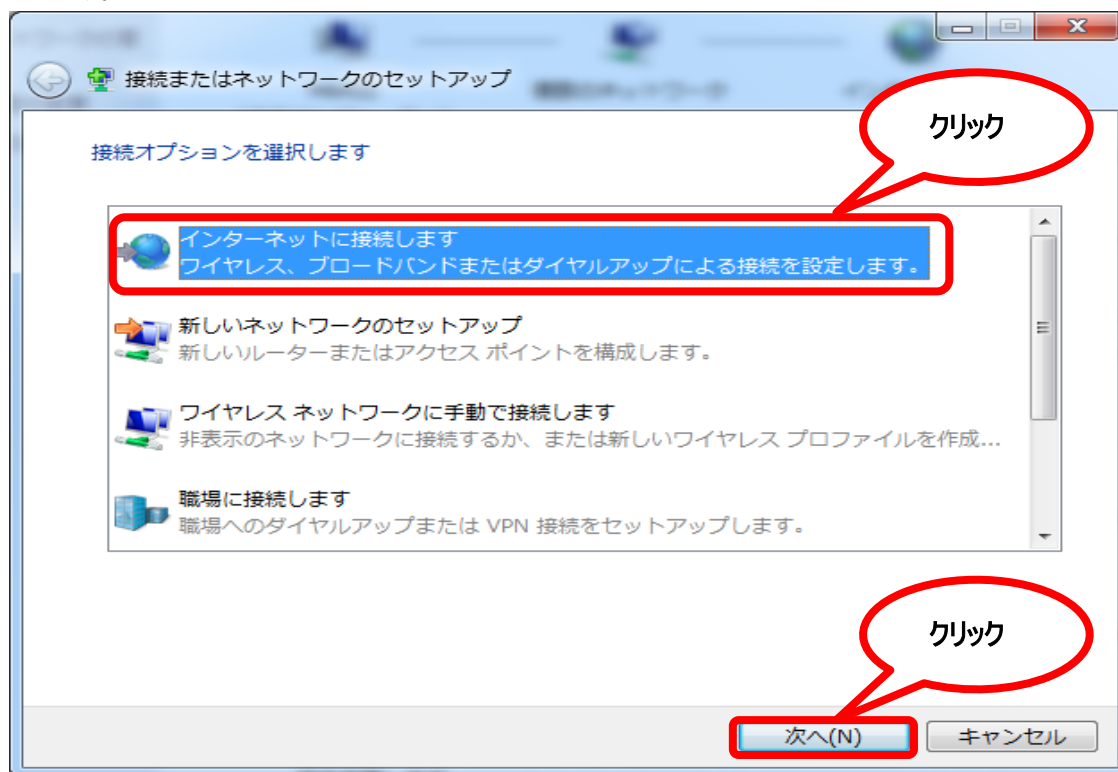 接続またはネットワークのセットアップ
クリック
接続オプションを選択します
インターネットに接続します
ワイヤレス、ブロードバンドまたはダイヤルアップによる接続を設定します。
新しいネットワークのセットアップ
新しいルーターまたはアクセス ポイントを構成します。
ワイヤレス ネットワークに手動で接続します
非表示のネットワークに接続するか、または新しいワイヤレス プロファイルを作成...
職場に接続します
職場へのダイヤルアップまたは VPN 接続をセットアップします。
クリック
次へ(N)
キャンセル